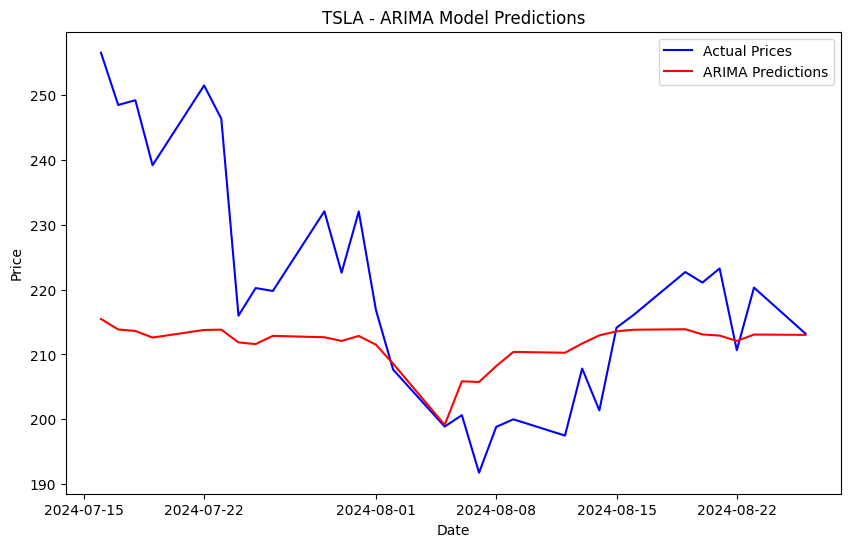 TSLA - ARIMA Model Predictions
Actual Prices
ARIMA Predictions
Price
250
240
230
220
210
200
190
2024-07-15
2024-07-22
2024-08-01
2024-08-08
2024-08-15
2024-08-22
Date